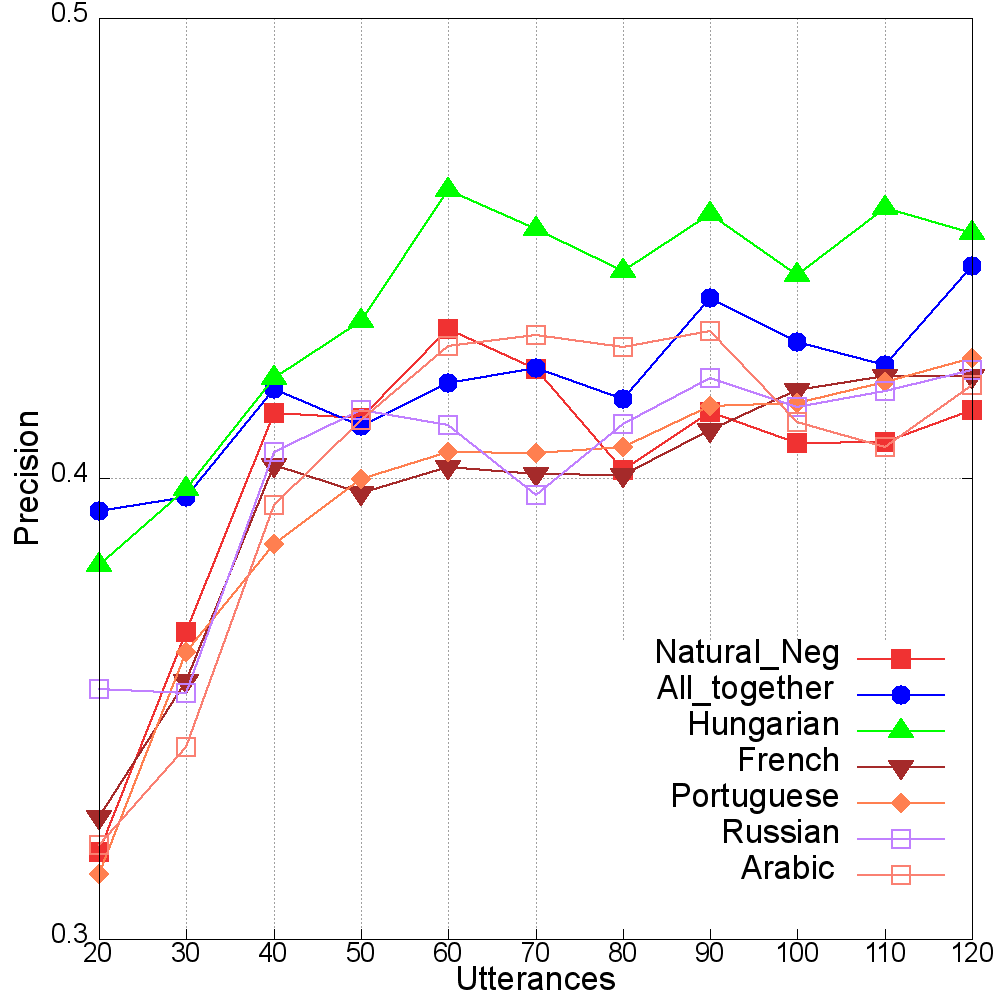 0.5
0.4
0.3
Precision
Natural_Neg
All_together
Hungarian
French
Portuguese
Russian
Arabic
20 30 40 50 60 70 80 90 100 110 120
Utterances